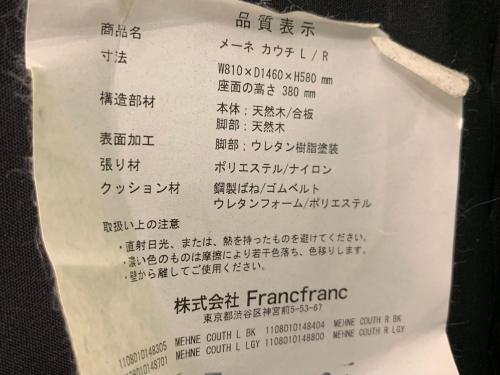 品質表示
商品名 メーネ カウチ L / R
寸法 W810×D1460×H580 mm
座面の高さ 380 mm
構造部材 本体：天然木/合板
脚部：天然木
表面加工 脚部：ウレタン樹脂塗装
張り材 ポリエステル/ナイロン
クッション材 鋼製ばね/ゴムベルト
ウレタンフォーム/ポリエステル
取扱い上の注意
・直射日光、または、熱を持ったものを避けてください。
・濃い色のものは摩擦により若干色落ち、色移りします。
・壁から離してご使用ください。
株式会社 Francfranc
東京都渋谷区神宮前5-53-67
1108010148305 MEHNE COUTH L BK 1108010148404 MEHNE COUTH R BK
1108010148701 MEHNE COUTH L LGY 1108010148800 MEHNE COUTH R LGY